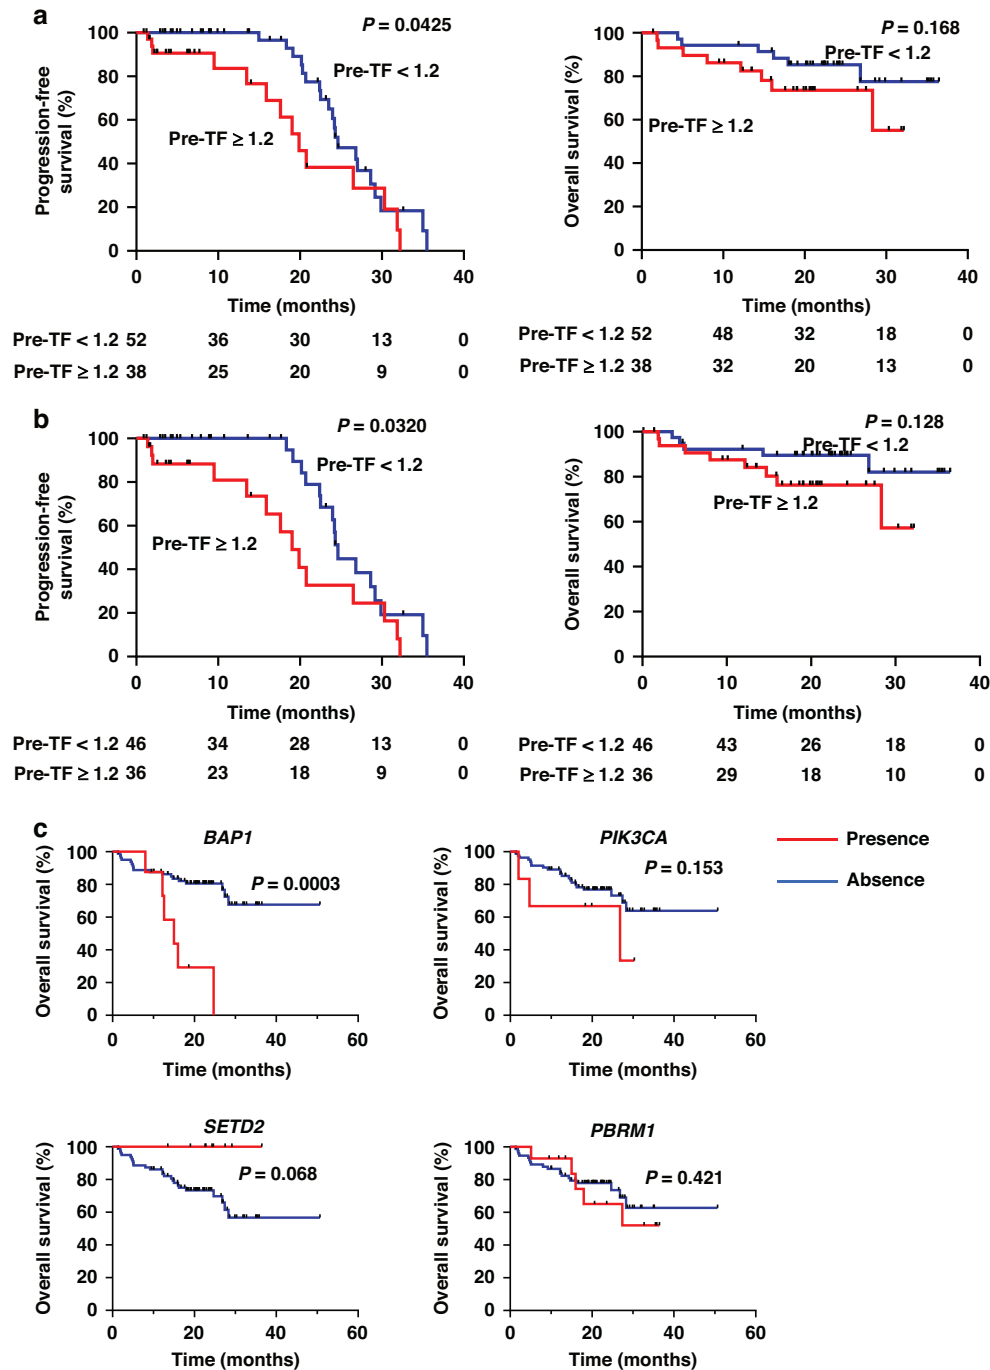 a
Progression-free
survival (%)
100
80
60
40
20
0
P = 0.0425
Pre-TF < 1.2
Pre-TF ≥ 1.2
0 10 20 30 40
Time (months)
Pre-TF < 1.2 52 36 30 13 0
Pre-TF ≥ 1.2 38 25 20 9 0
Overall survival (%)
100
80
60
40
20
0
P = 0.168
Pre-TF < 1.2
Pre-TF ≥ 1.2
0 10 20 30 40
Time (months)
Pre-TF < 1.2 52 48 32 18 0
Pre-TF ≥ 1.2 38 32 20 13 0
b
Progression-free
survival (%)
100
80
60
40
20
0
P = 0.0320
Pre-TF < 1.2
Pre-TF ≥ 1.2
0 10 20 30 40
Time (months)
Pre-TF < 1.2 46 34 28 13 0
Pre-TF ≥ 1.2 36 23 18 9 0
Overall survival (%)
100
80
60
40
20
0
P = 0.128
Pre-TF < 1.2
Pre-TF ≥ 1.2
0 10 20 30 40
Time (months)
Pre-TF < 1.2 46 43 26 18 0
Pre-TF ≥ 1.2 36 29 18 10 0
c
BAP1
Overall survival (%)
100
80
60
40
20
0
P = 0.0003
0 20 40 60
Time (months)
PIK3CA
Overall survival (%)
100
80
60
40
20
0
P = 0.153
0 20 40 60
Time (months)
Presence
Absence
SETD2
Overall survival (%)
100
80
60
40
20
0
P = 0.068
0 20 40 60
Time (months)
PBRM1
Overall survival (%)
100
80
60
40
20
0
P = 0.421
0 20 40 60
Time (months)